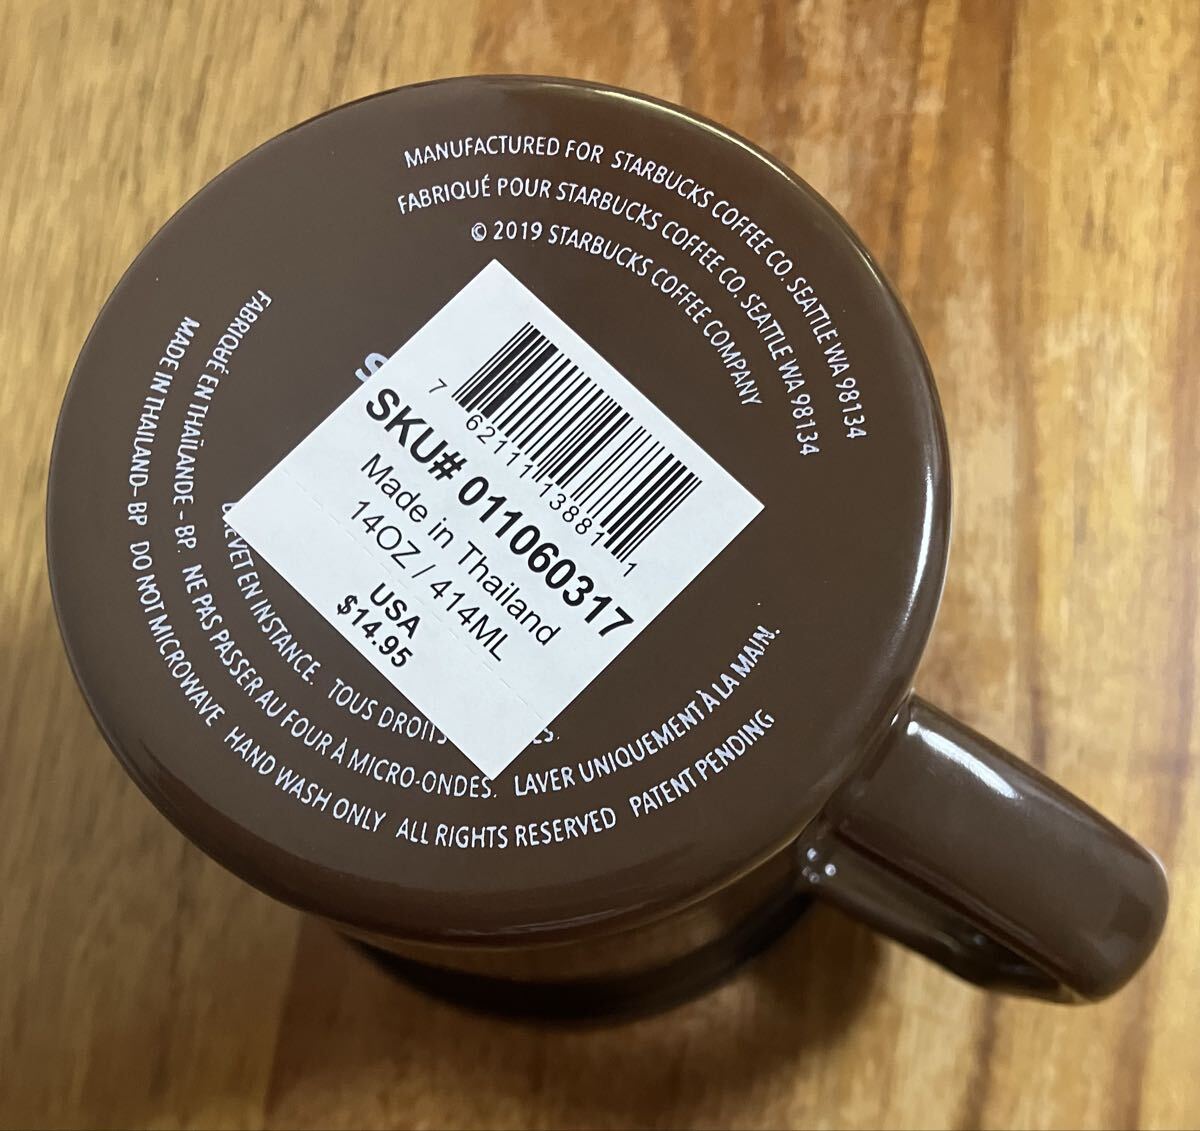 MANUFACTURED FOR STARBUCKS COFFEE CO. SEATTLE WA 98134
FABRIQUÉ POUR STARBUCKS COFFEE CO. SEATTLE WA 98134
© 2019 STARBUCKS COFFEE COMPANY
7 62111 13881 1
SKU# 011060317
Made in Thailand
14OZ / 414ML
USA
$14.95
FABRIQUÉ EN THAÏLANDE - BP. NE PAS PASSER AU FOUR À MICRO-ONDES. LAVER UNIQUEMENT À LA MAIN.
EN INSTANCE. TOUS
MADE IN THAILAND- BP DO NOT MICROWAVE HAND WASH ONLY ALL RIGHTS RESERVED PATENT PENDING